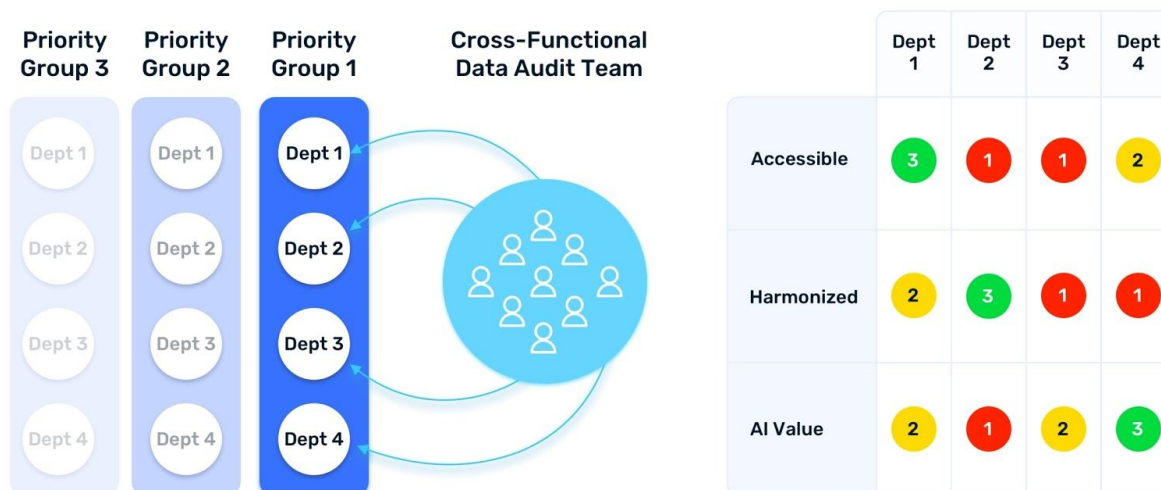 Priority
Group 3
Priority
Group 2
Priority
Group 1
Cross-Functional
Data Audit Team
Dept 1
Dept 1
Dept 1
Dept 2
Dept 2
Dept 2
Dept 3
Dept 3
Dept 3
Dept 4
Dept 4
Dept 4
Dept
1
Dept
2
Dept
3
Dept
4
Accessible
3
1
1
2
Harmonized
2
3
1
1
AI Value
2
1
2
3